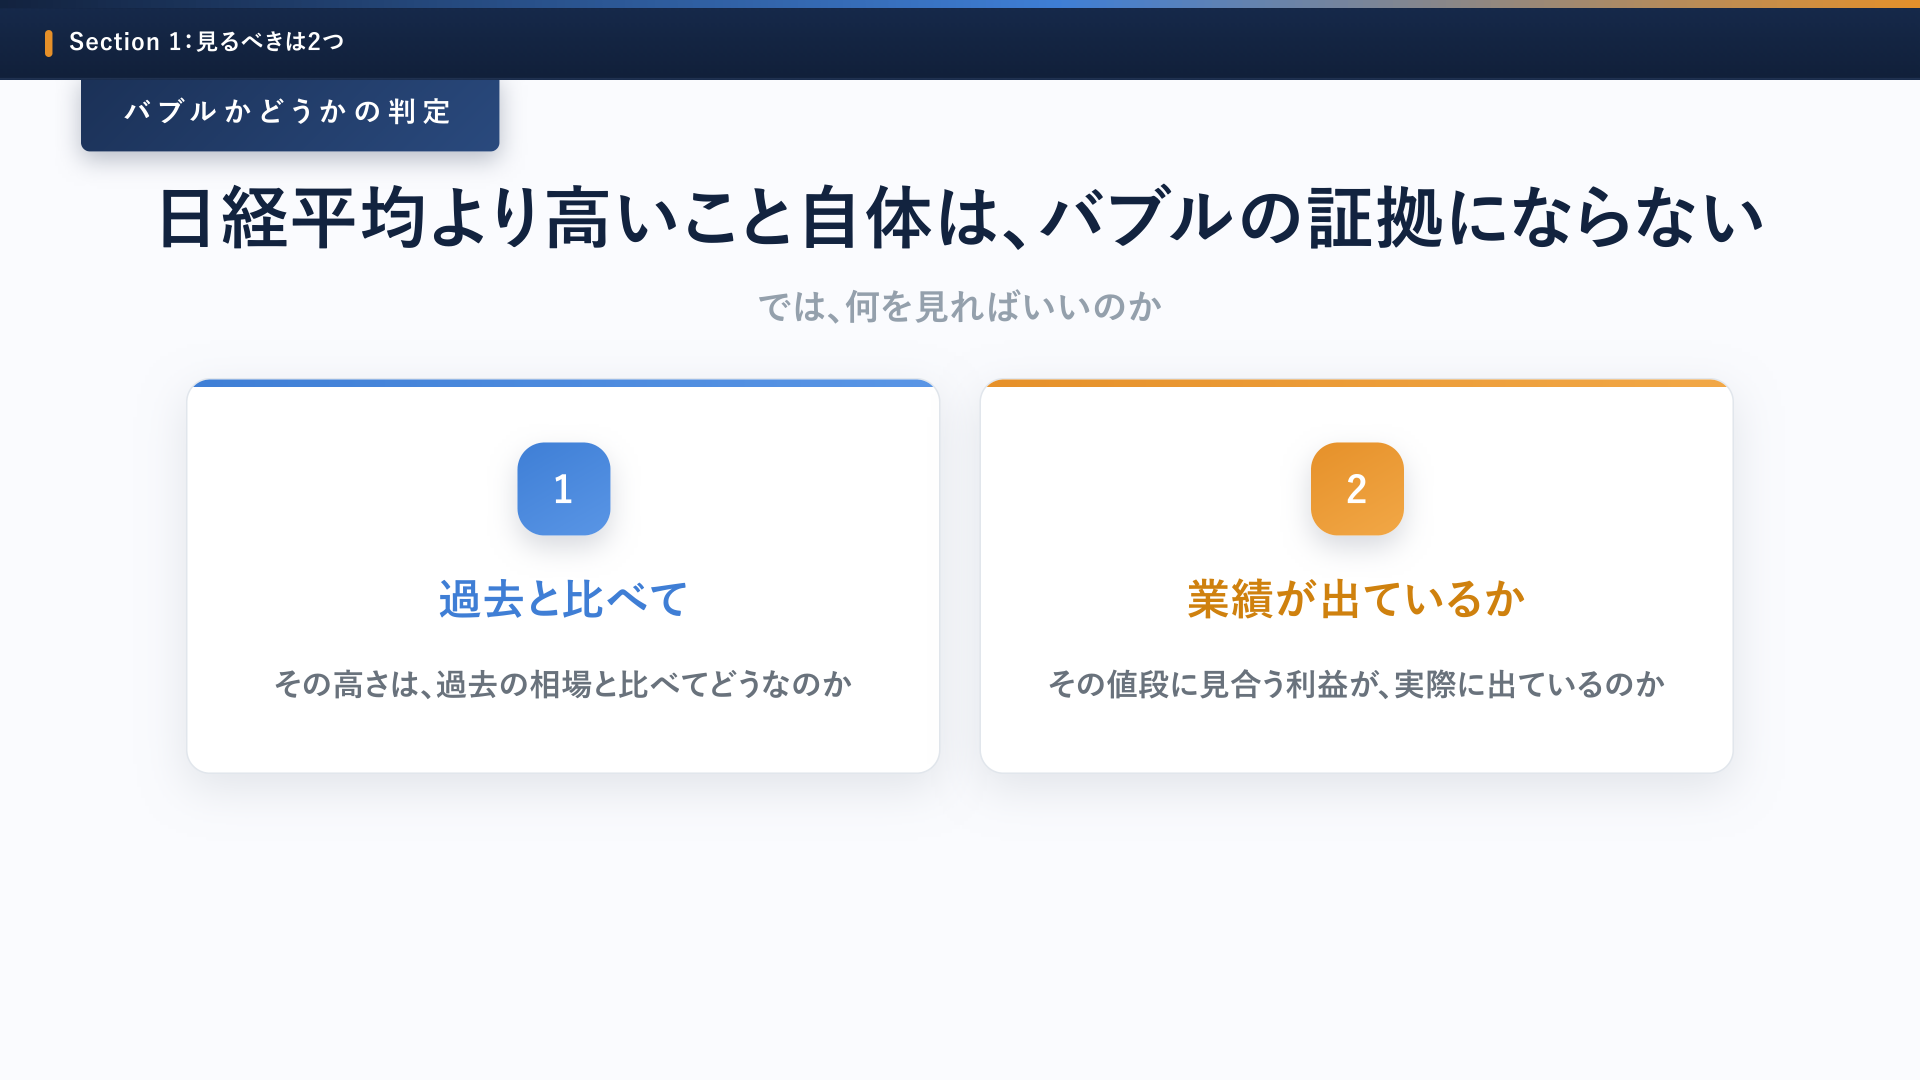 Section 1：見るべきは2つ
バブルかどうかの判定
日経平均より高いこと自体は、バブルの証拠にならない
では、何を見ればいいのか
1
過去と比べて
その高さは、過去の相場と比べてどうなのか
2
業績が出ているか
その値段に見合う利益が、実際に出ているのか